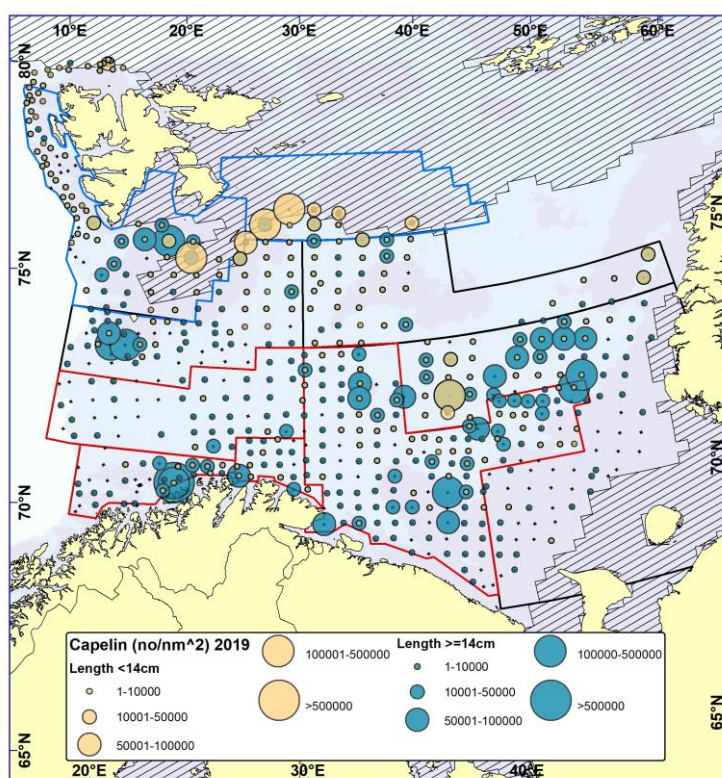 10°E 20°E 30°E 40°E 50°E 60°E
80°N
75°N
75°N
70°N
70°N
65°N
65°N
Capelin (no/nm^2) 2019
Length <14cm
1-10000
10001-50000
50001-100000
100001-500000
>500000
Length >=14cm
1-10000
10001-50000
50001-100000
100000-500000
>500000
20°E 30°E 40°E